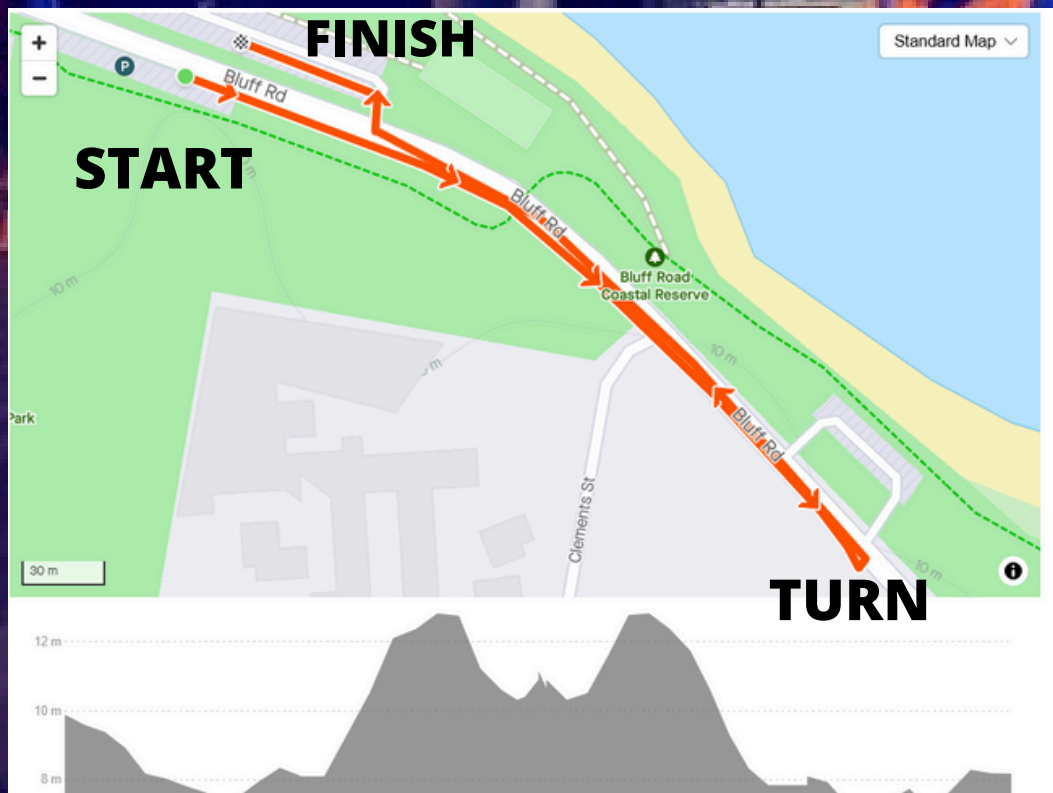 +
FINISH
Standard Map
−
P
Bluff Rd
START
Bluff Rd
10 m
Bluff Road
Coastal Reserve
10 m
Park
Bluff Rd
Clements St
30 m
10 m
TURN
12 m
10 m
8 m